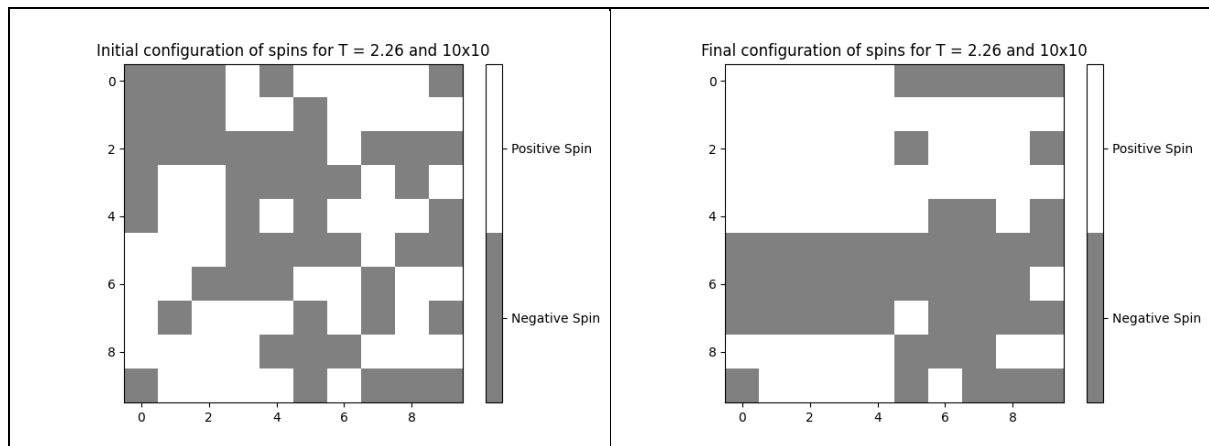 Initial configuration of spins for T = 2.26 and 10x10
0
2
4
6
8
0 2 4 6 8
Positive Spin
Negative Spin
Final configuration of spins for T = 2.26 and 10x10
0
2
4
6
8
0 2 4 6 8
Positive Spin
Negative Spin